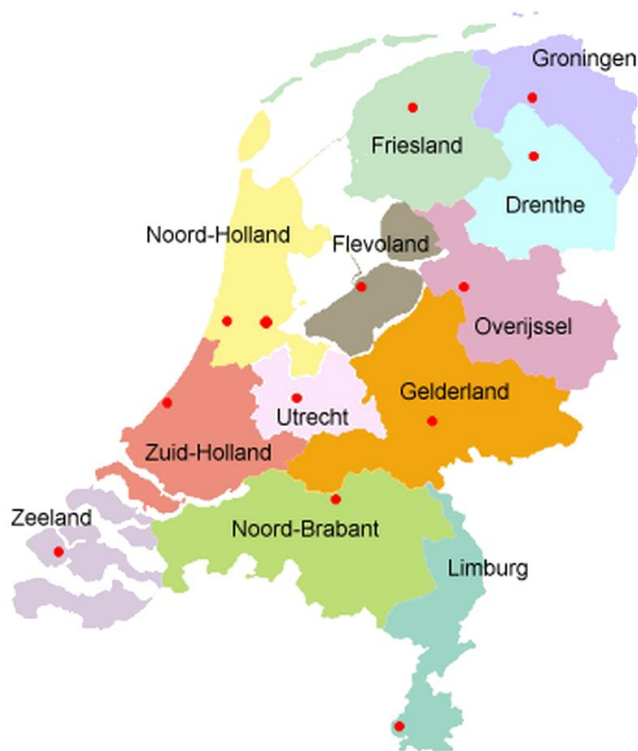 Groningen
Friesland
Drenthe
Noord-Holland
Flevoland
Overijssel
Gelderland
Utrecht
Zuid-Holland
Zeeland
Noord-Brabant
Limburg